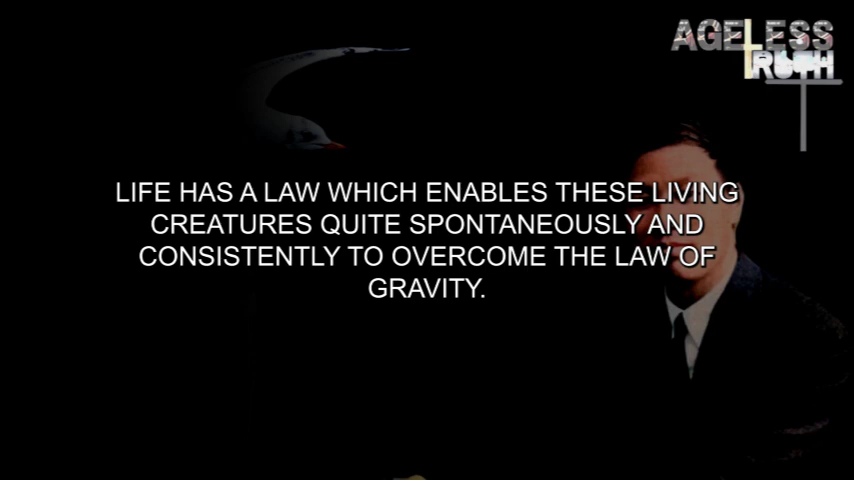 AGELESS
TRUTH
LIFE HAS A LAW WHICH ENABLES THESE LIVING
CREATURES QUITE SPONTANEOUSLY AND
CONSISTENTLY TO OVERCOME THE LAW OF
GRAVITY.